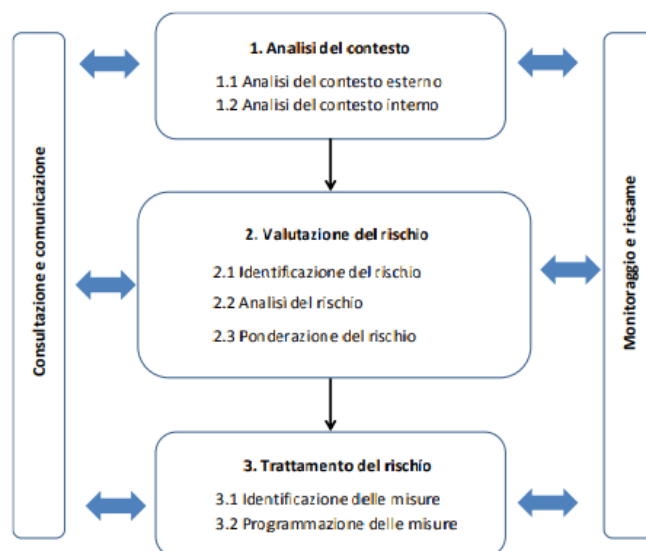 Consultazione e comunicazione
1. Analisi del contesto
1.1 Analisi del contesto esterno
1.2 Analisi del contesto interno
2. Valutazione del rischio
2.1 Identificazione del rischio
2.2 Analisi del rischio
2.3 Ponderazione del rischio
3. Trattamento del rischio
3.1 Identificazione delle misure
3.2 Programmazione delle misure
Monitoraggio e riesame